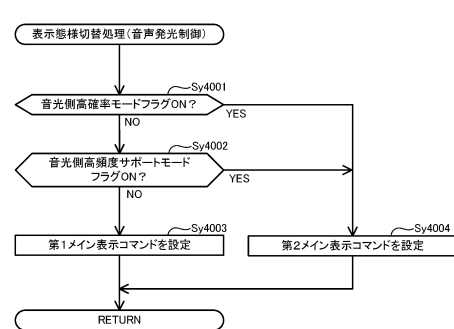 表示態様切替処理(音声発光制御)
Sy4001
音光側高確率モードフラグON?
YES
NO
Sy4002
音光側高頻度サポートモード
フラグON?
YES
NO
Sy4003
第1メイン表示コマンドを設定
Sy4004
第2メイン表示コマンドを設定
RETURN